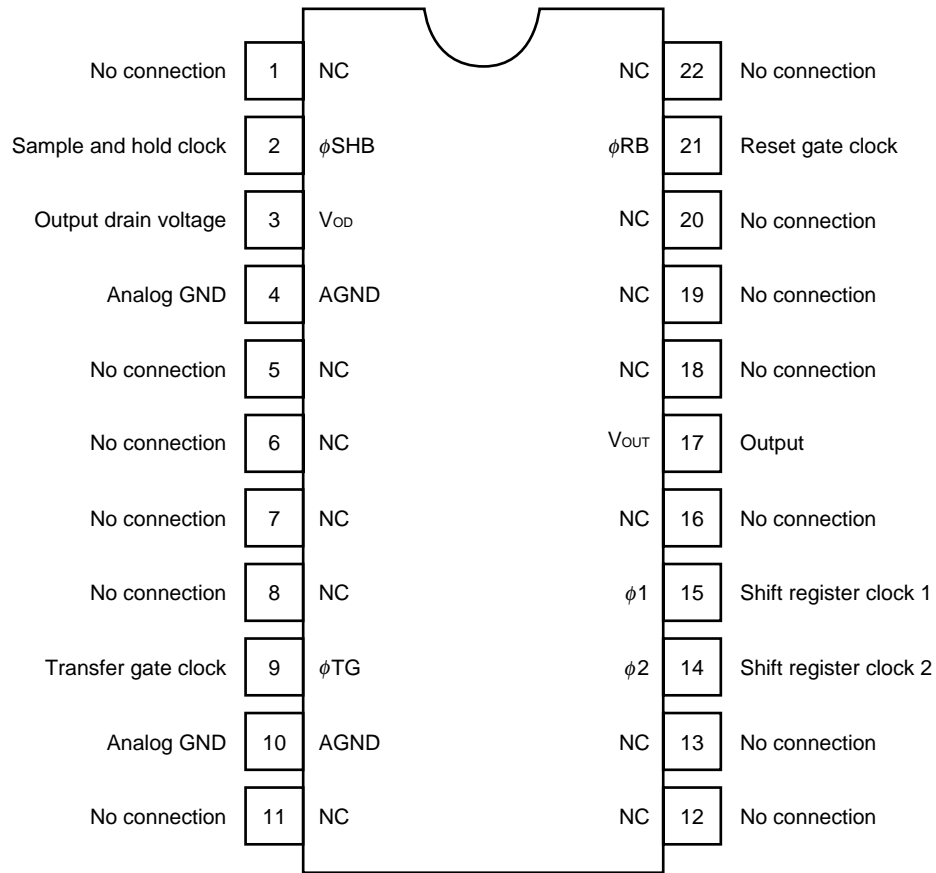 No connection 1 NC NC 22 No connection
Sample and hold clock 2 ϕSHB ϕRB 21 Reset gate clock
Output drain voltage 3 VOD NC 20 No connection
Analog GND 4 AGND NC 19 No connection
No connection 5 NC NC 18 No connection
No connection 6 NC VOUT 17 Output
No connection 7 NC NC 16 No connection
No connection 8 NC ϕ1 15 Shift register clock 1
Transfer gate clock 9 ϕTG ϕ2 14 Shift register clock 2
Analog GND 10 AGND NC 13 No connection
No connection 11 NC NC 12 No connection